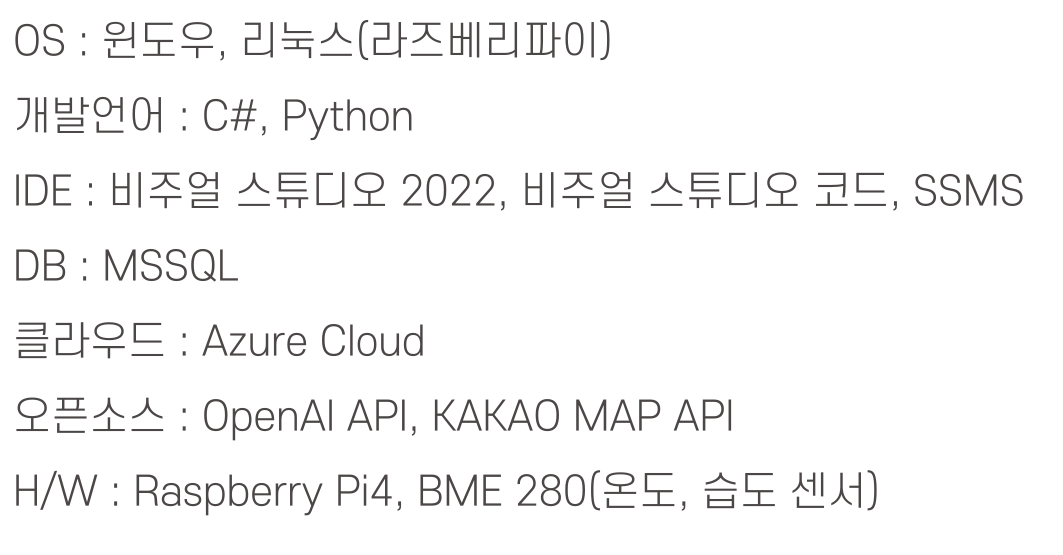 OS : 윈도우, 리눅스(라즈베리파이)
개발언어 : C#, Python
IDE : 비주얼 스튜디오 2022, 비주얼 스튜디오 코드, SSMS
DB : MSSQL
클라우드 : Azure Cloud
오픈소스 : OpenAI API, KAKAO MAP API
H/W : Raspberry Pi4, BME 280(온도, 습도 센서)